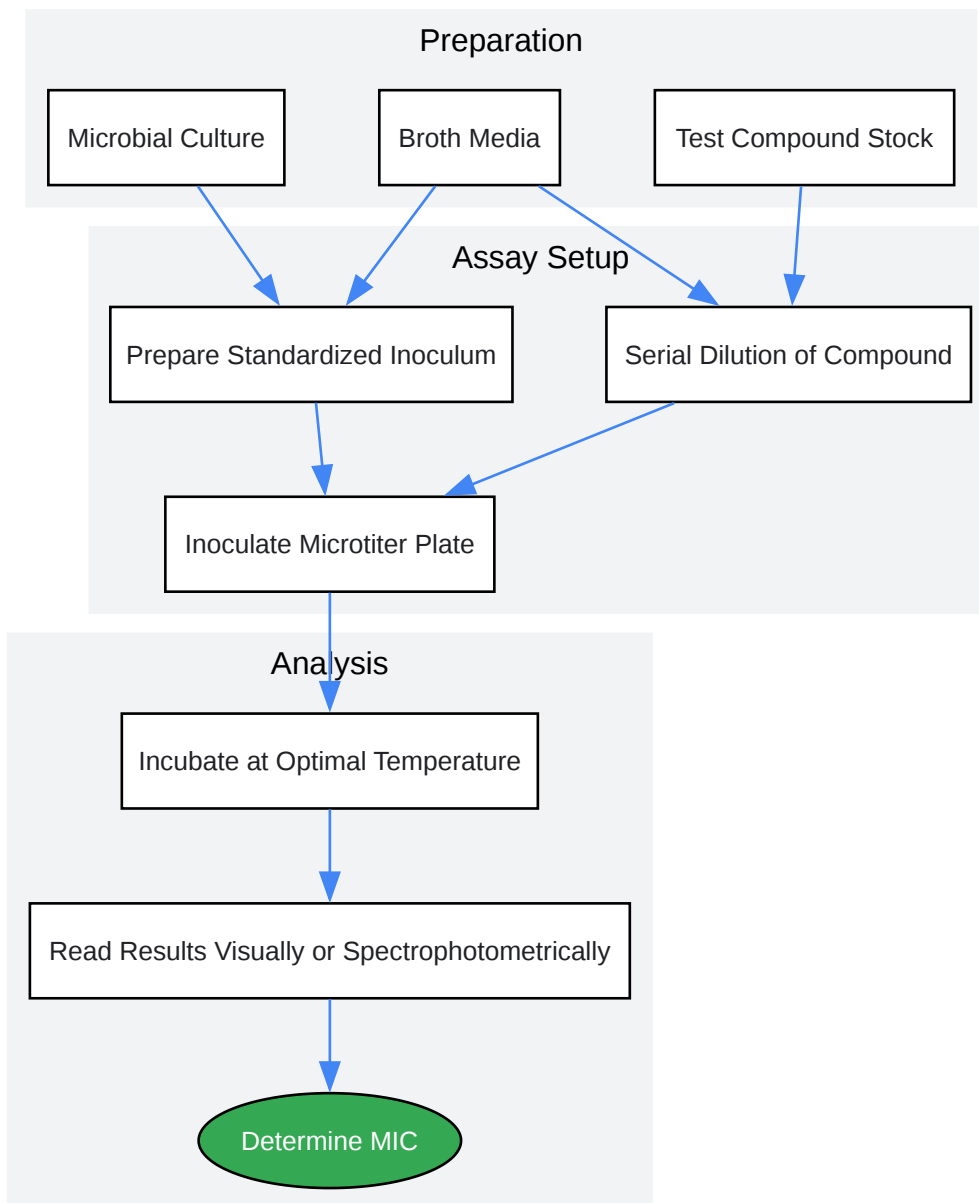 Preparation
Microbial Culture
Broth Media
Test Compound Stock
Assay Setup
Prepare Standardized Inoculum
Serial Dilution of Compound
Inoculate Microtiter Plate
Analysis
Incubate at Optimal Temperature
Read Results Visually or Spectrophotometrically
Determine MIC